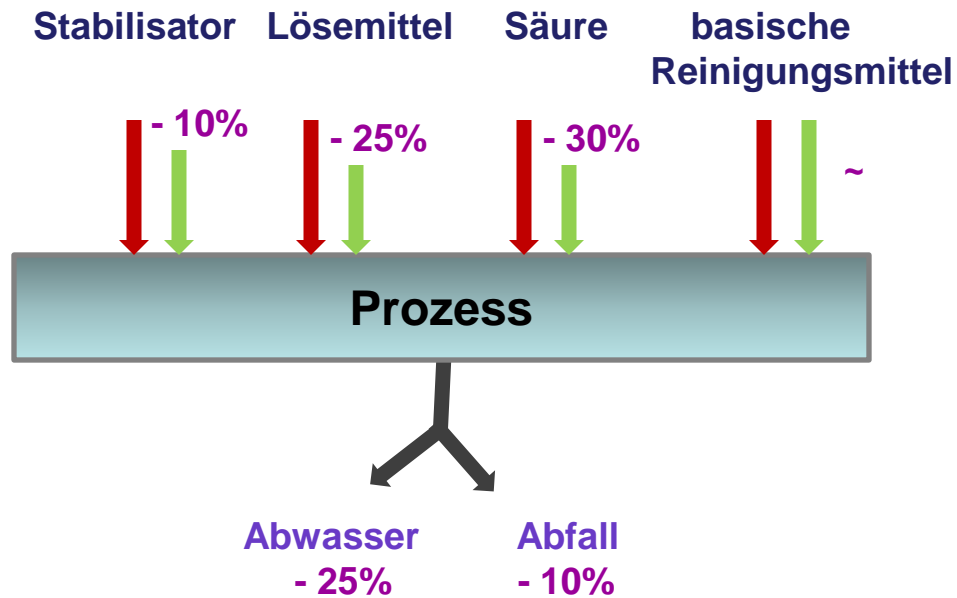 Stabilisator Lösemittel Säure basische
Reinigungsmittel
- 10% - 25% - 30% ~
Prozess
Abwasser Abfall
- 25% - 10%